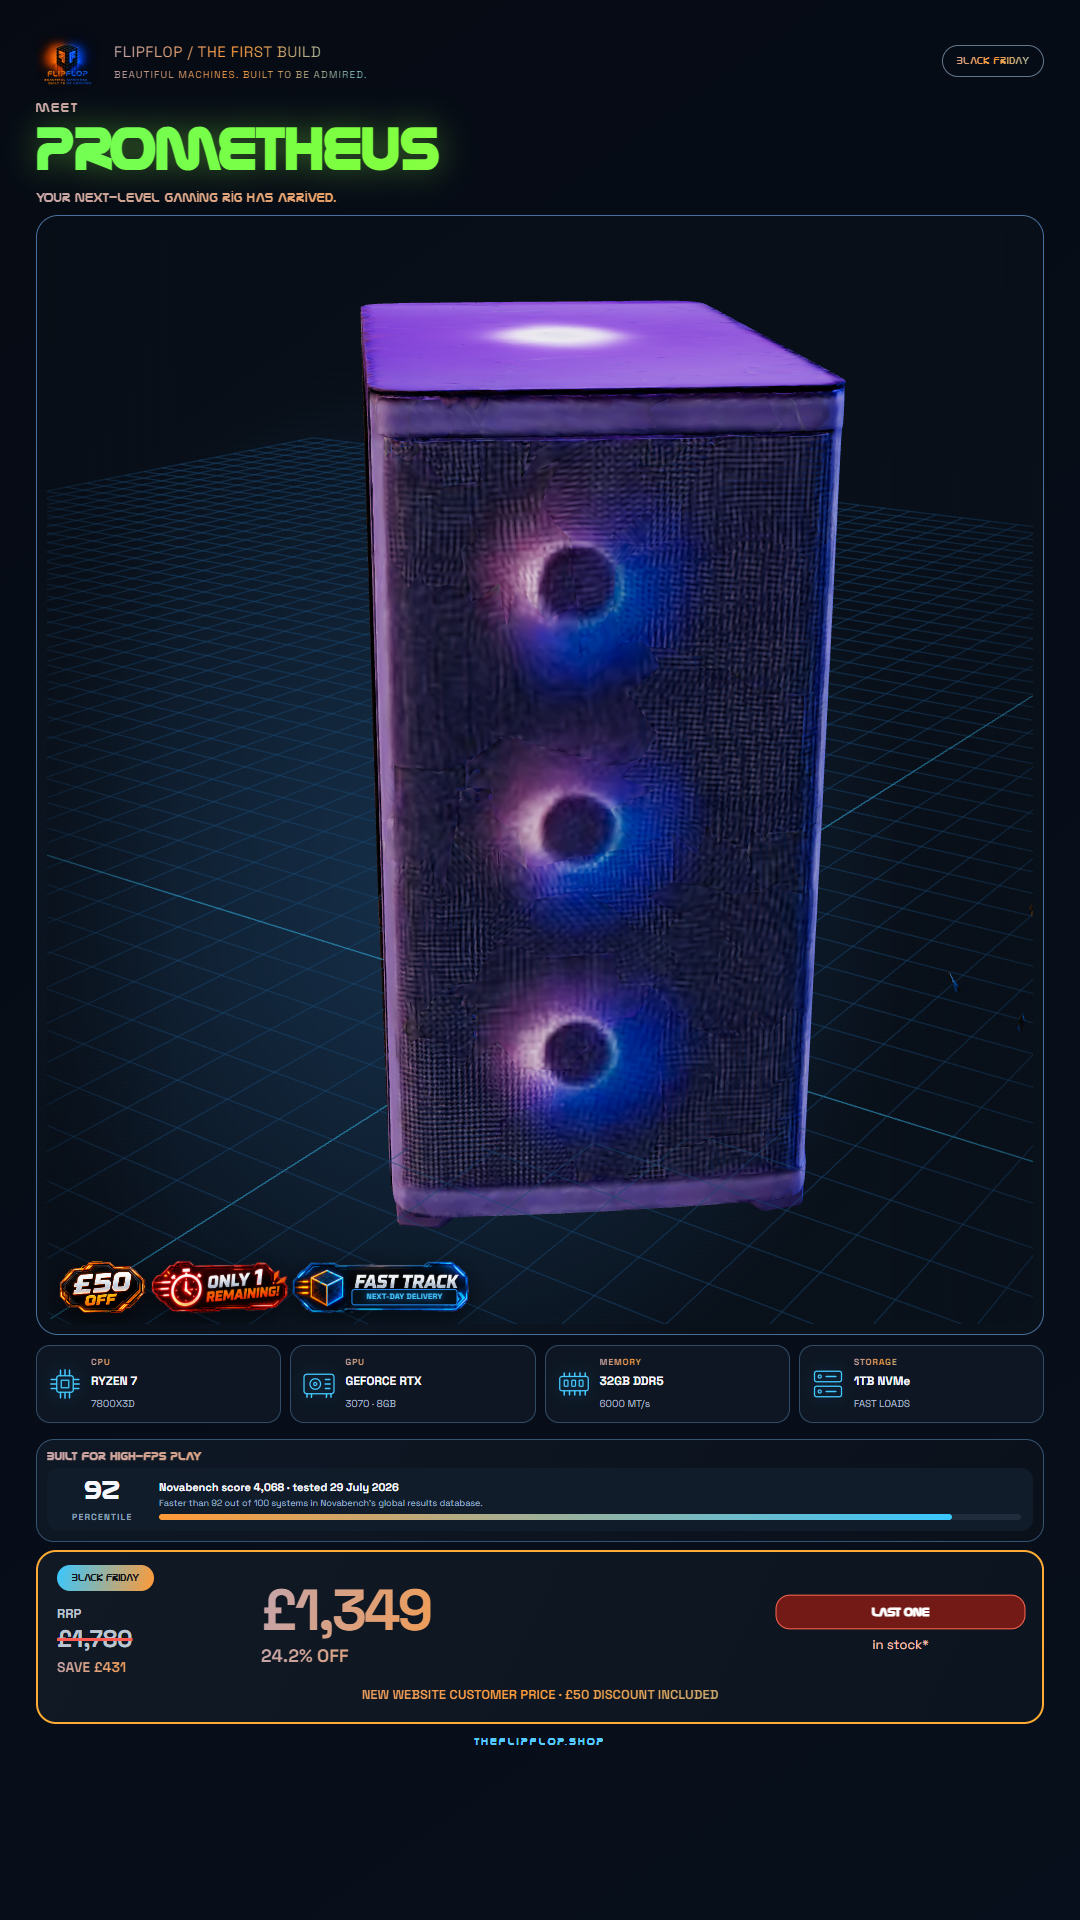 FLIPFLOP
FLIPFLOP / THE FIRST BUILD
BEAUTIFUL MACHINES. BUILT TO BE ADMIRED.
BLACK FRIDAY
MEET
PROMETHEUS
YOUR NEXT-LEVEL GAMING RIG HAS ARRIVED.
£50
OFF
ONLY 1
REMAINING!
FAST TRACK
NEXT-DAY DELIVERY
CPU
RYZEN 7
7800X3D
GPU
GEFORCE RTX
3070 · 8GB
MEMORY
32GB DDR5
6000 MT/s
STORAGE
1TB NVMe
FAST LOADS
BUILT FOR HIGH-FPS PLAY
92
PERCENTILE
Novabench score 4,068 · tested 29 July 2026
Faster than 92 out of 100 systems in Novabench's global results database.
BLACK FRIDAY
RRP
£1,780
SAVE £431
£1,349
24.2% OFF
LAST ONE
in stock*
NEW WEBSITE CUSTOMER PRICE · £50 DISCOUNT INCLUDED
THEFLIPFLOP.SHOP